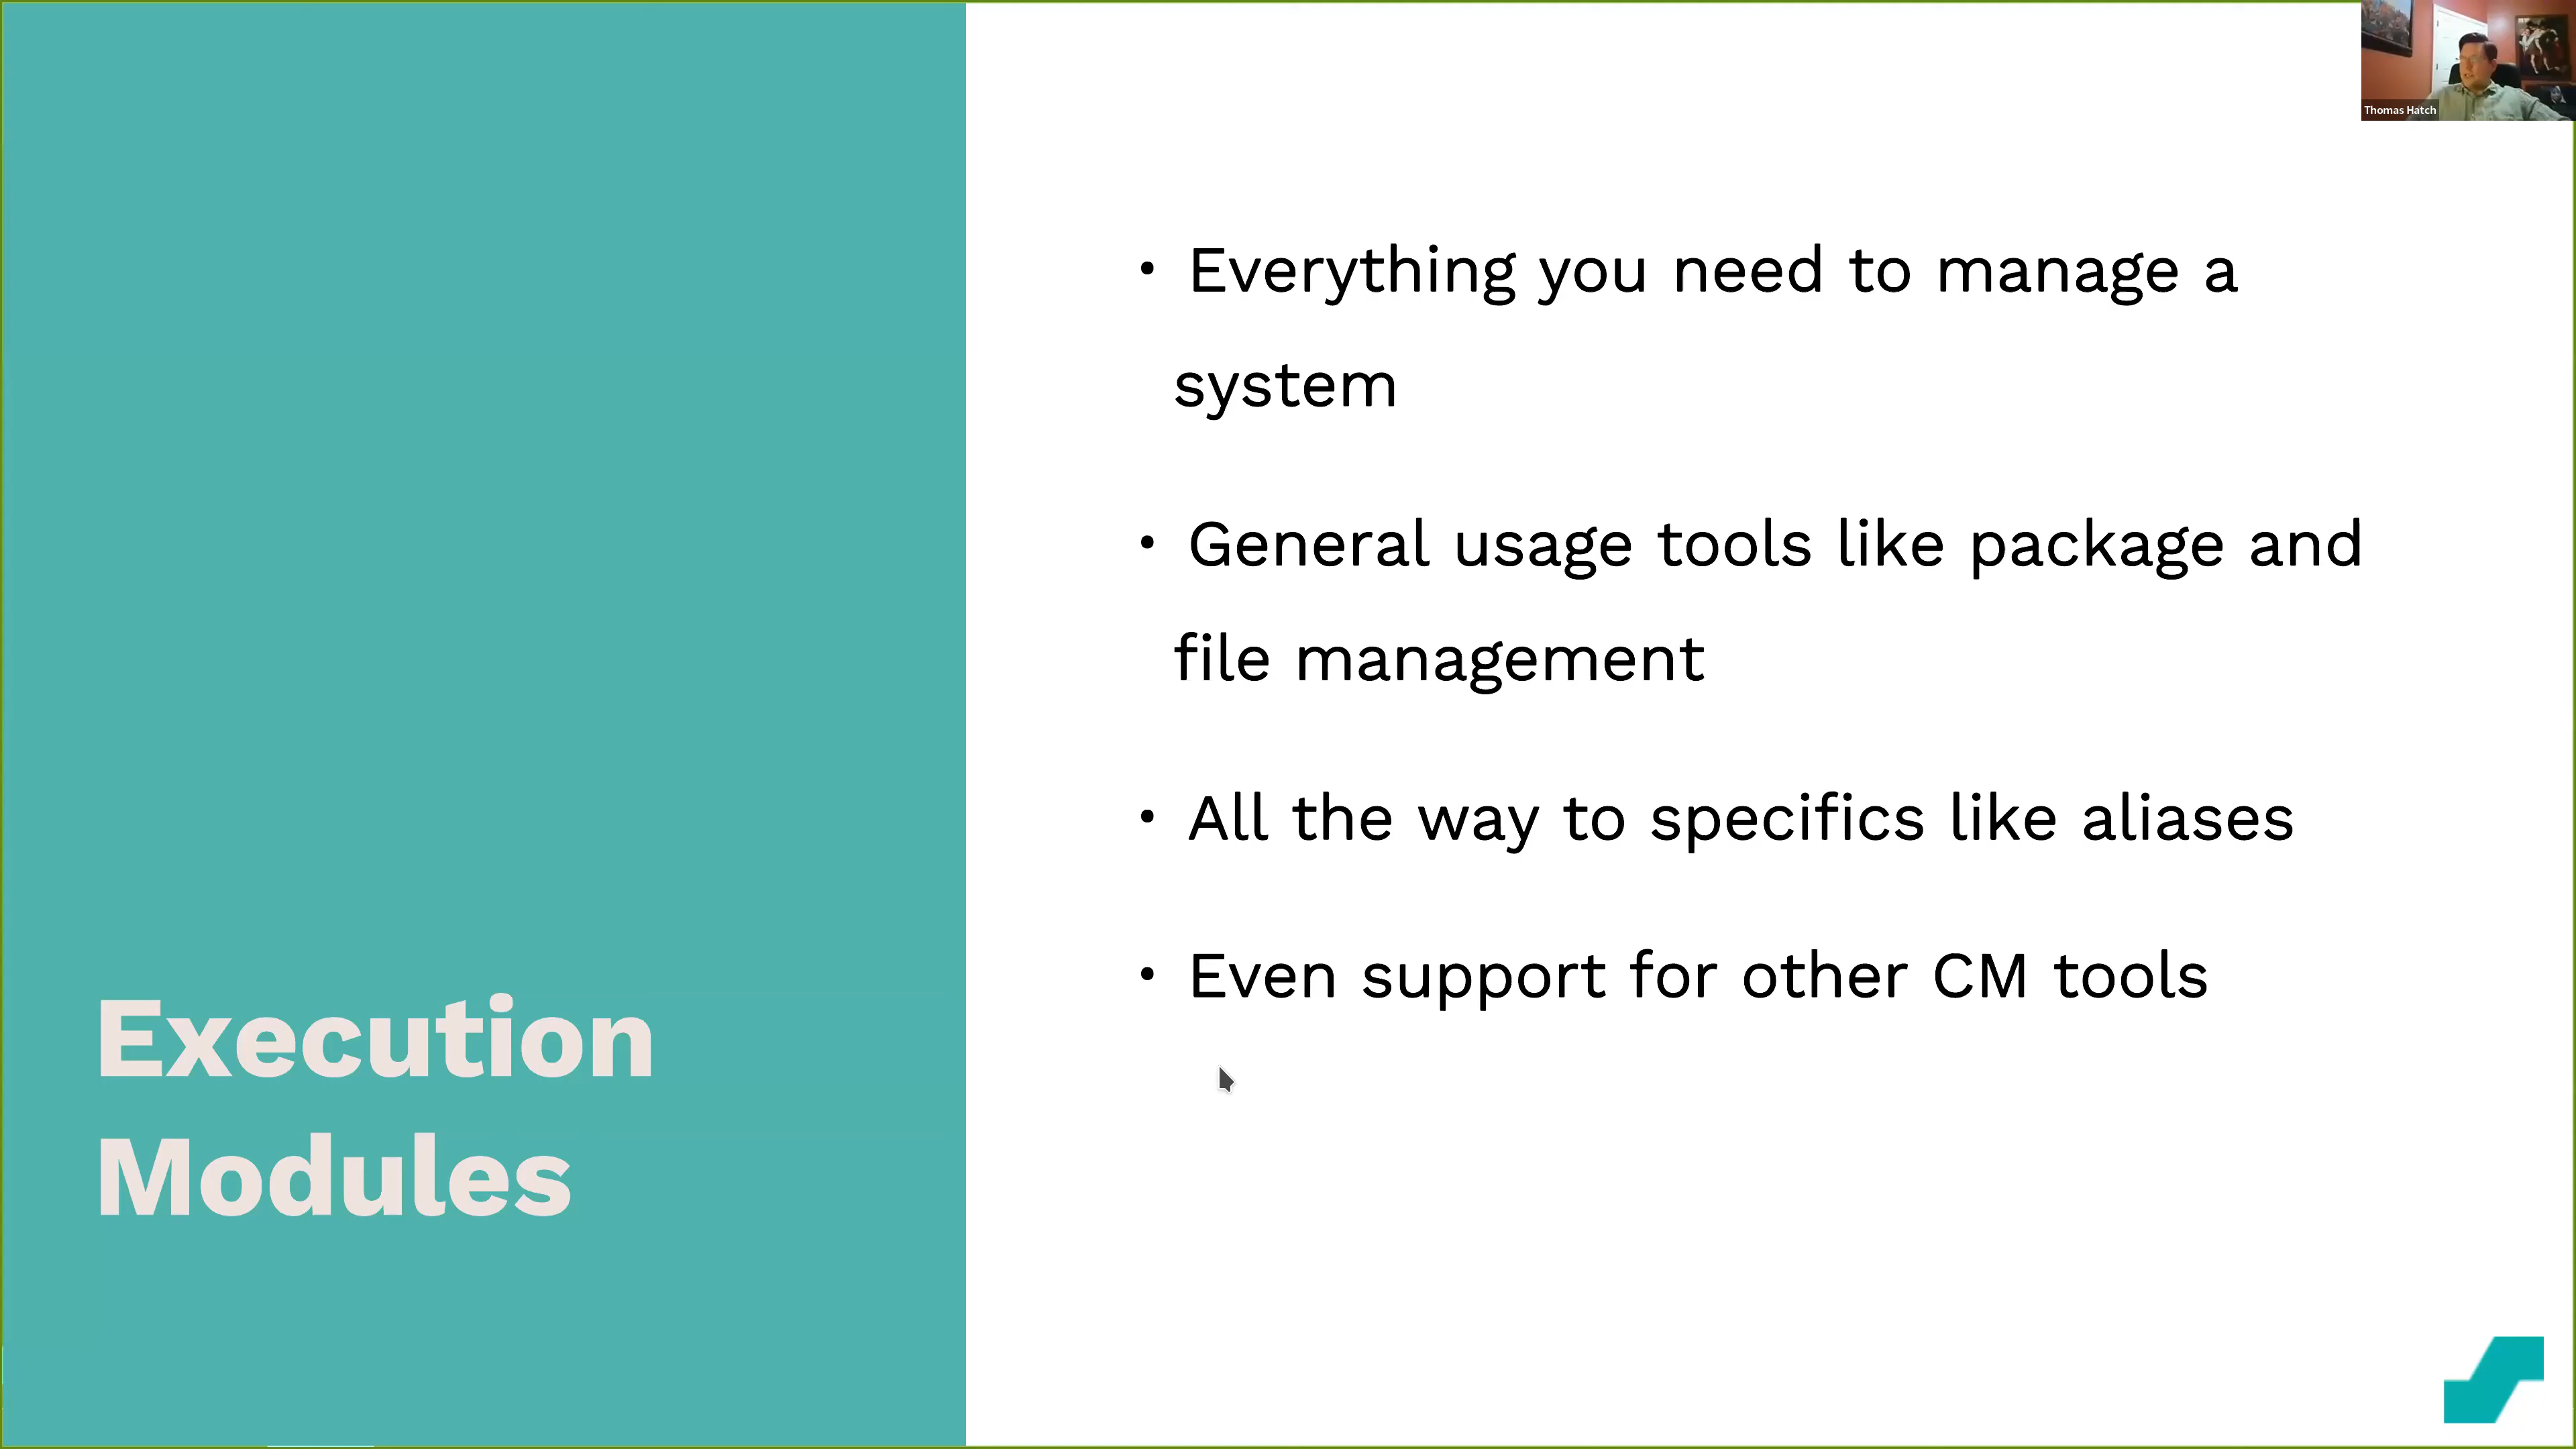 Thomas Hatch
• Everything you need to manage a
system
• General usage tools like package and
file management
• All the way to specifics like aliases
• Even support for other CM tools
Execution
Modules